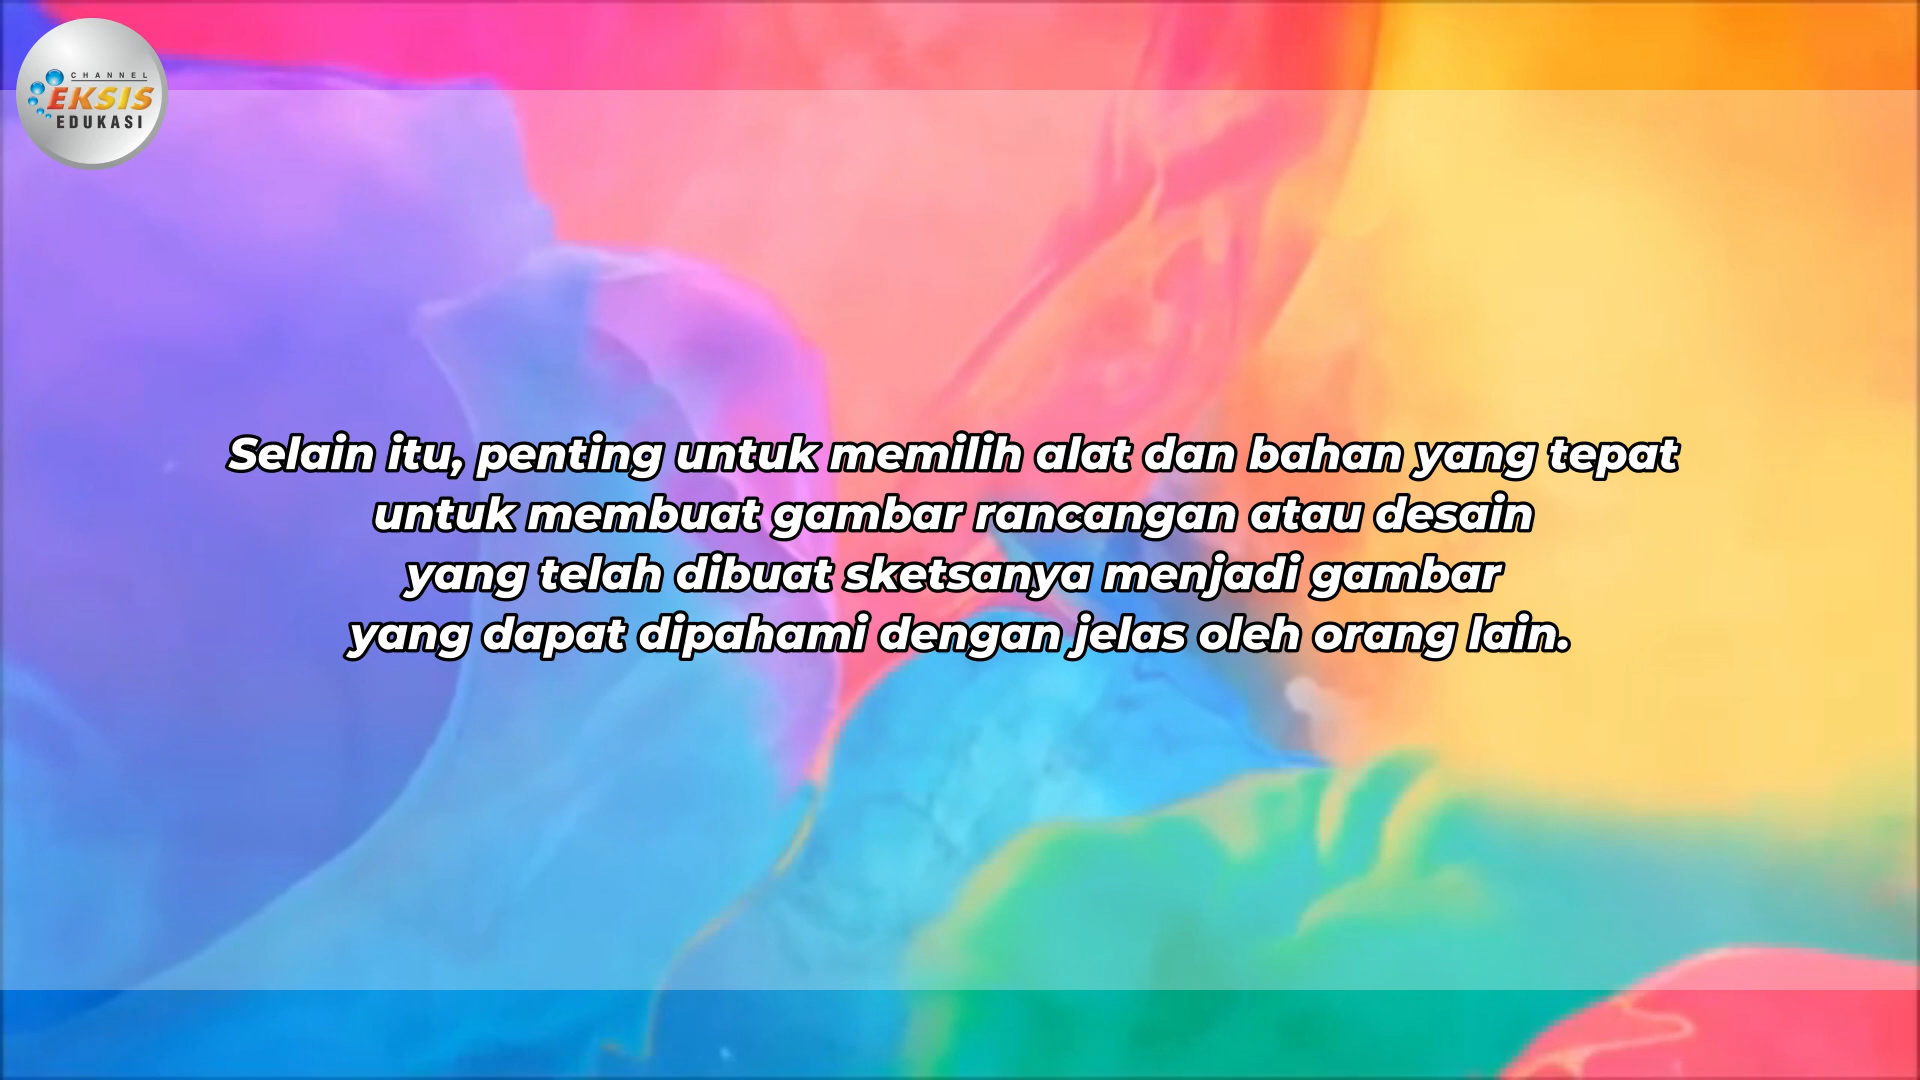 CHANNEL
EKSIS
EDUKASI
Selain itu, penting untuk memilih alat dan bahan yang tepat
untuk membuat gambar rancangan atau desain
yang telah dibuat sketsanya menjadi gambar
yang dapat dipahami dengan jelas oleh orang lain.